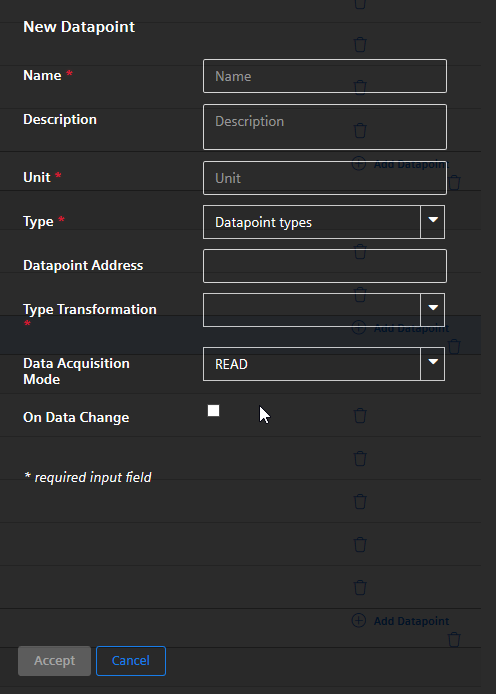 New Datapoint
Name *
Name
Description
Description
Add Datapoint
Unit *
Unit
Type *
Datapoint types
Datapoint Address
Type Transformation
*
Add Datapoint
Data Acquisition
Mode
READ
On Data Change
* required input field
Add Datapoint
Accept
Cancel